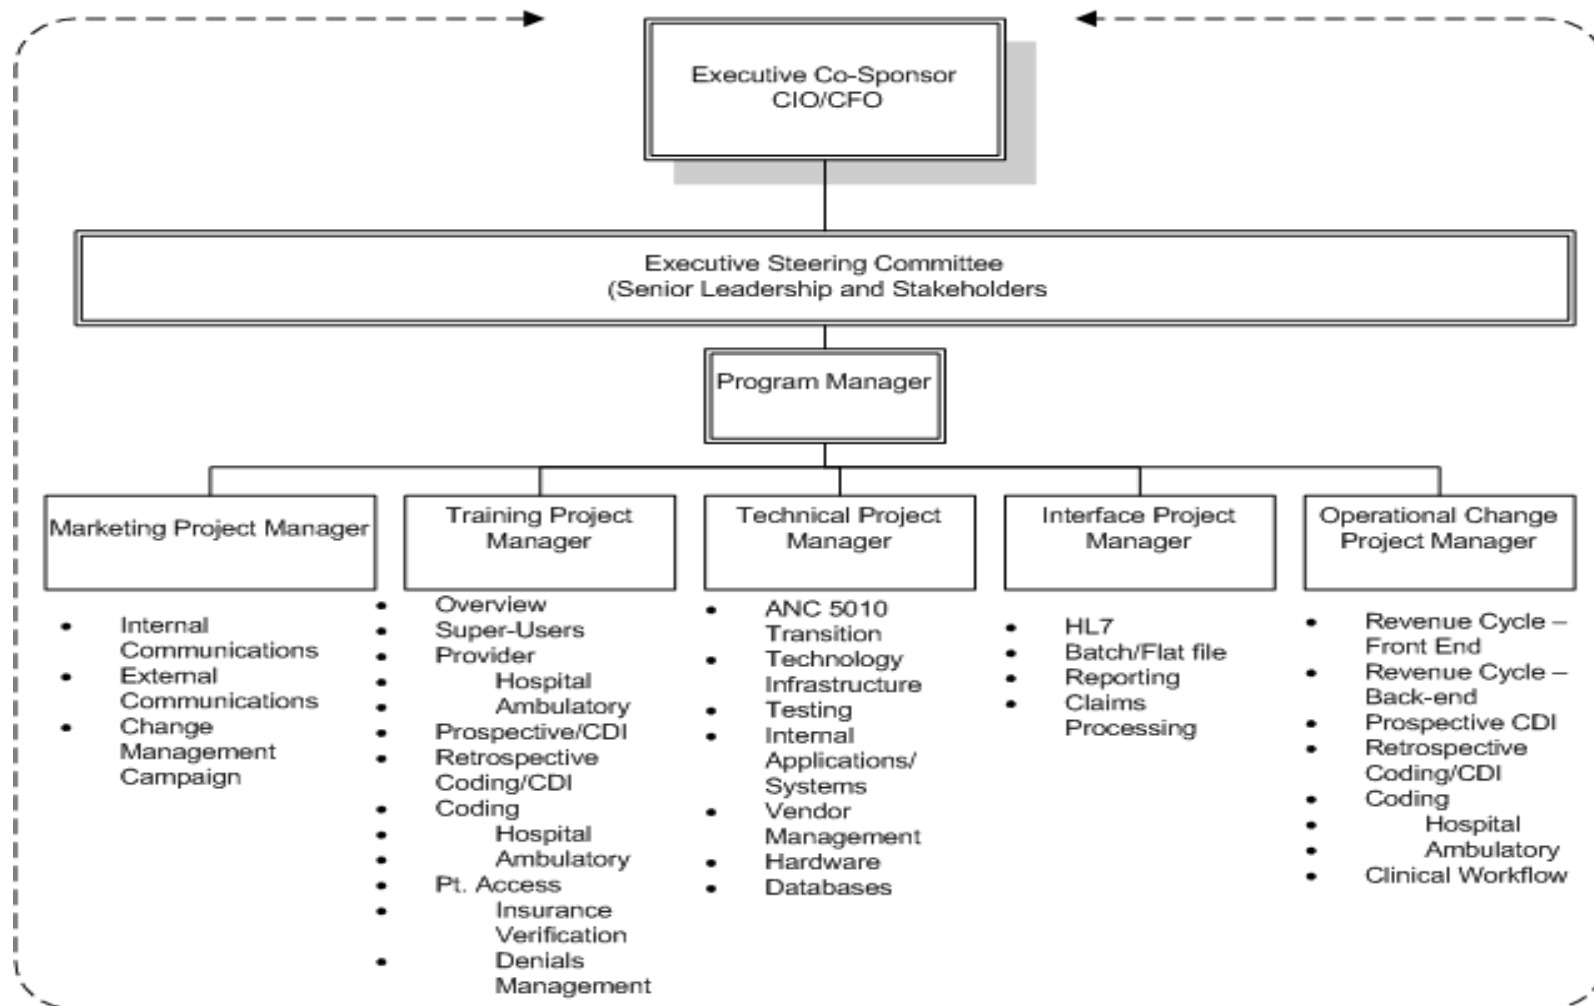 Executive Co-Sponsor
CIO/CFO
Executive Steering Committee
(Senior Leadership and Stakeholders
Program Manager
Marketing Project Manager
• Internal
Communications
• External
Communications
• Change
Management
Campaign
Training Project
Manager
• Overview
• Super-Users
• Provider
• Hospital
• Ambulatory
• Prospective/CDI
• Retrospective
Coding/CDI
• Coding
• Hospital
• Ambulatory
• Pt. Access
• Insurance
Verification
• Denials
Management
Technical Project
Manager
• ANC 5010
Transition
• Technology
Infrastructure
• Testing
• Internal
Applications/
Systems
• Vendor
Management
• Hardware
• Databases
Interface Project
Manager
• HL7
• Batch/Flat file
• Reporting
• Claims
Processing
Operational Change
Project Manager
• Revenue Cycle –
Front End
• Revenue Cycle –
Back-end
• Prospective CDI
• Retrospective
Coding/CDI
• Coding
• Hospital
• Ambulatory
• Clinical Workflow